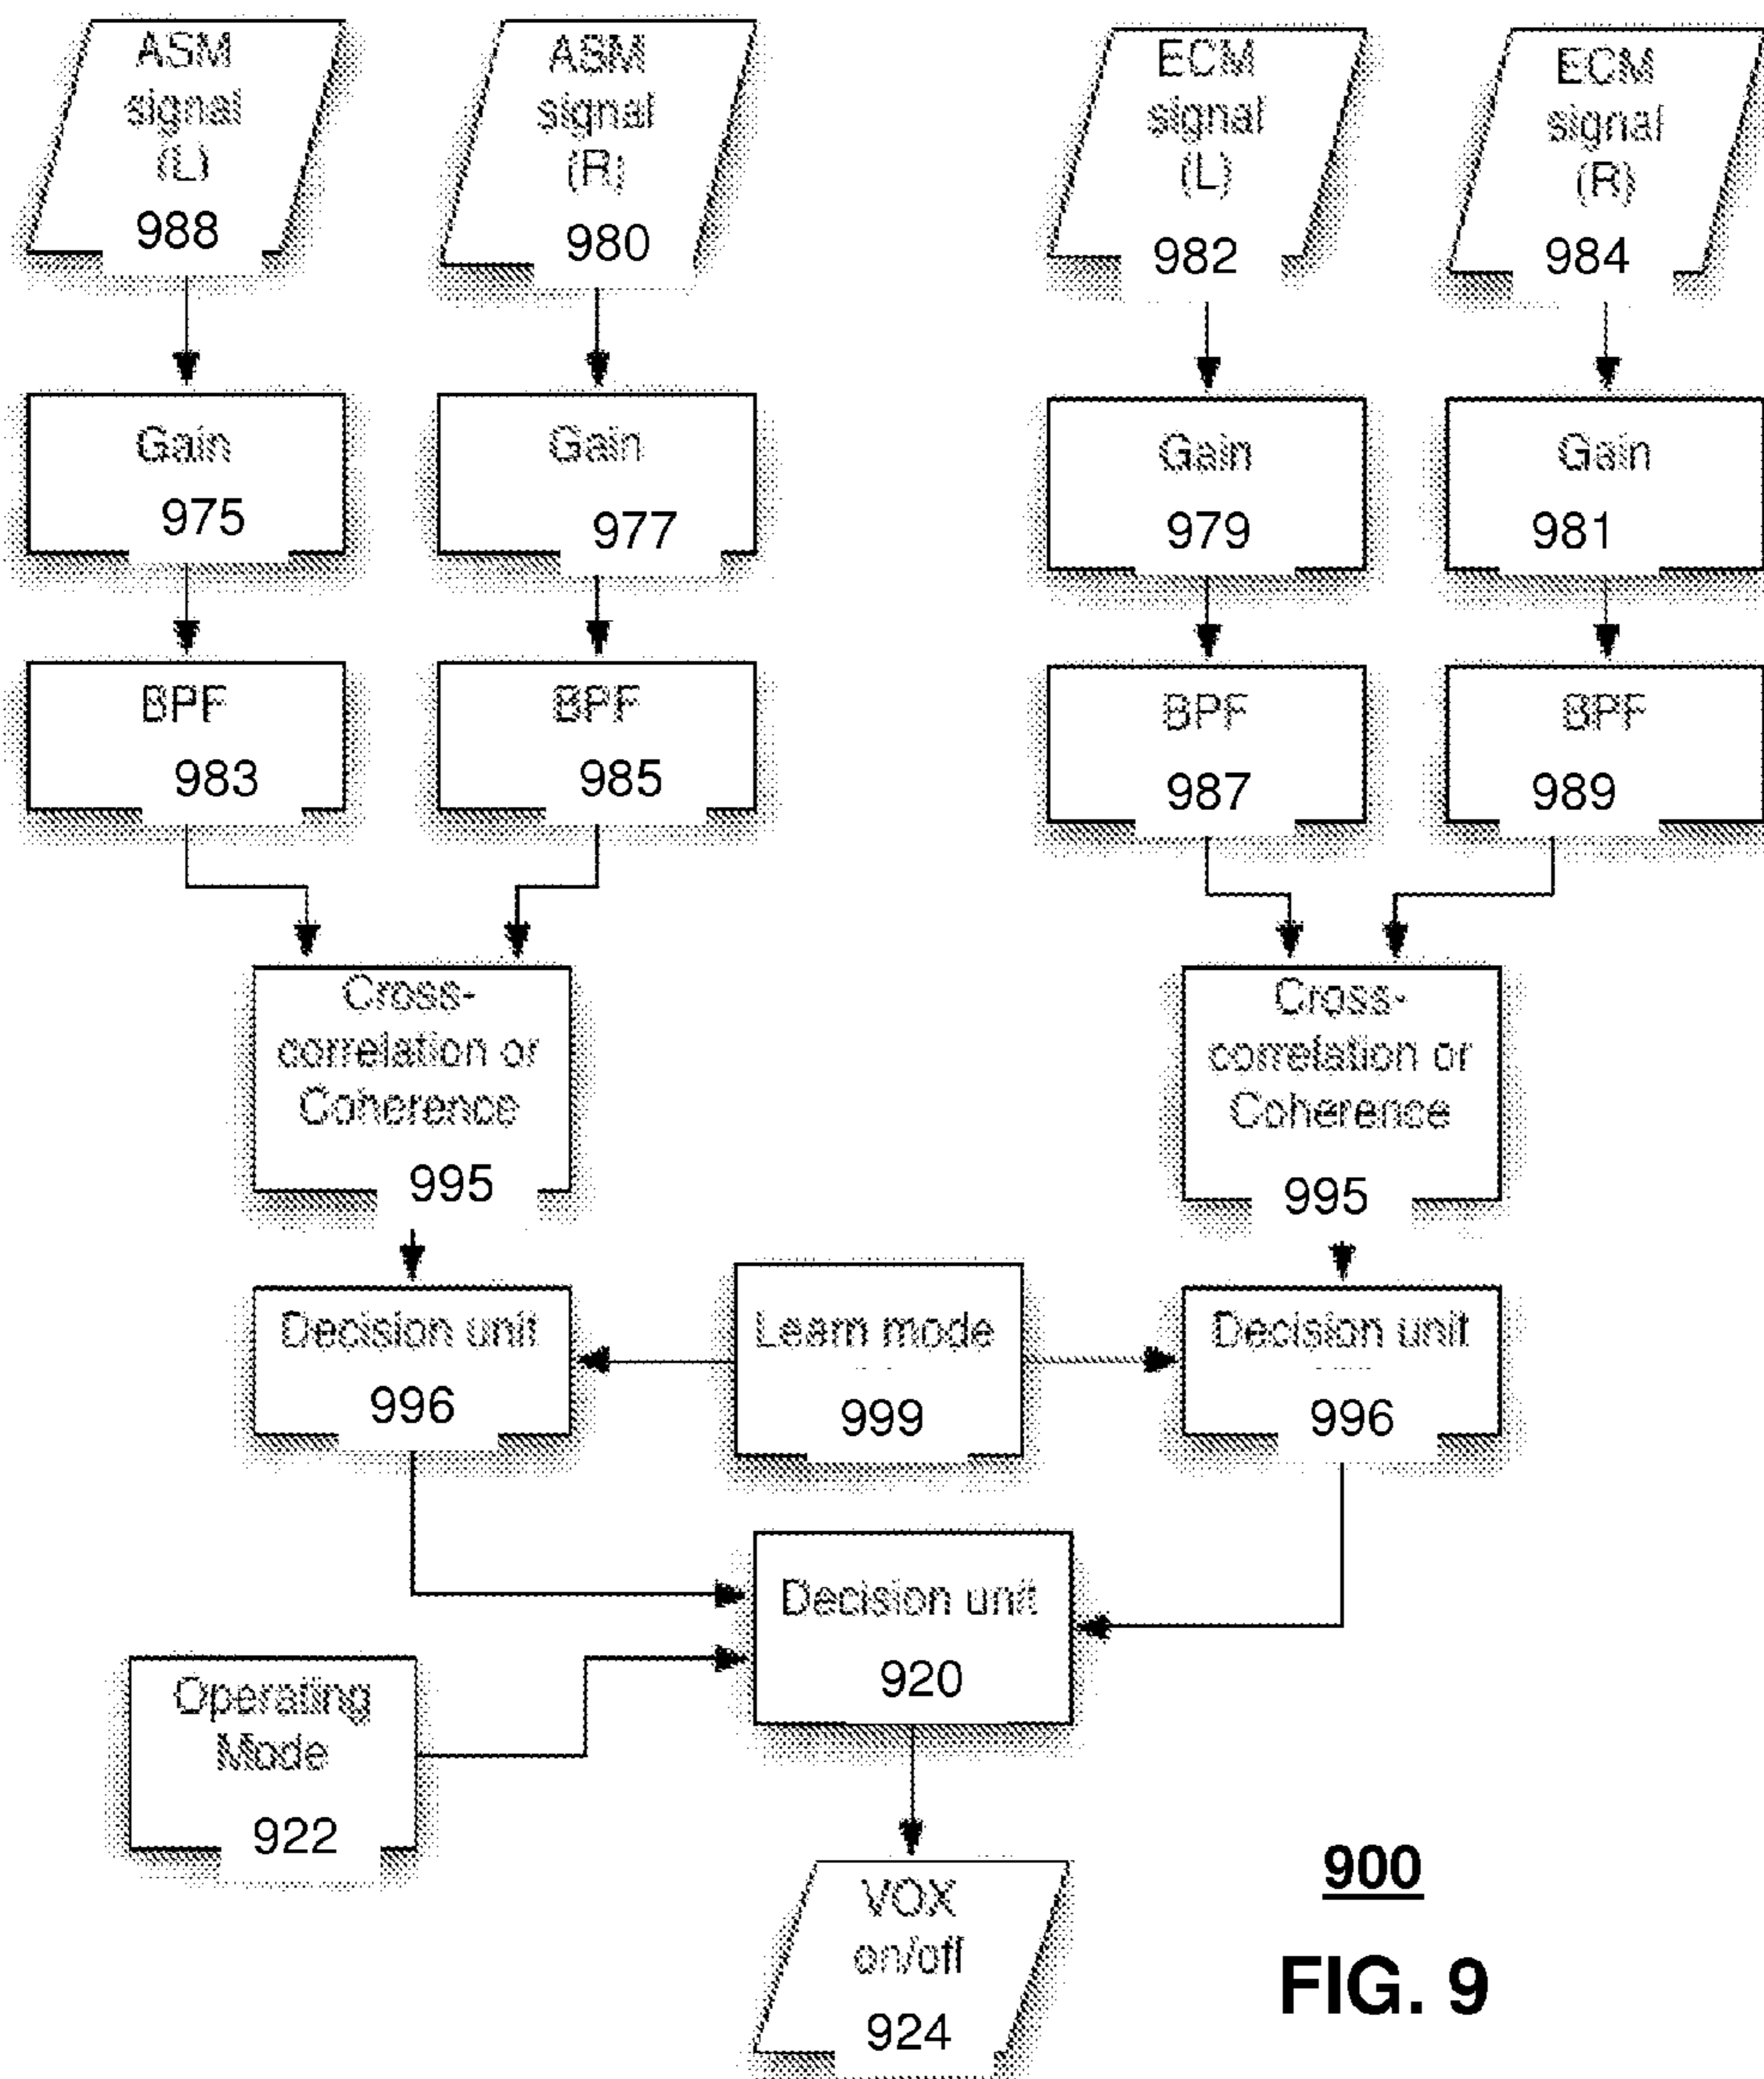 ASM
signal
(L)
988
ASM
signal
(R)
980
ECM
signal
(L)
982
ECM
signal
(R)
984
Gain
975
Gain
977
Gain
979
Gain
981
BPF
983
BPF
985
BPF
987
BPF
989
Cross-
correlation or
Coherence
995
Cross-
correlation or
Coherence
995
Decision unit
996
Learn mode
999
Decision unit
996
Decision unit
920
Operating
Mode
922
VOX
on/off
924
900
FIG. 9